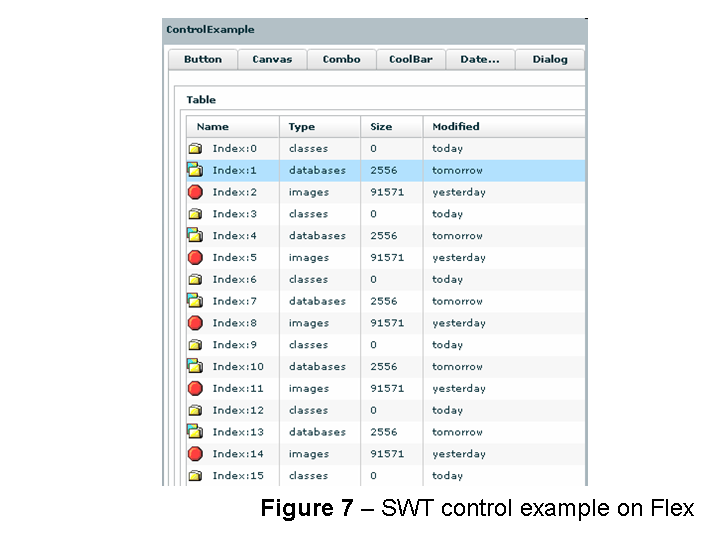 ControlExample
Button Canvas Combo CoolBar Date... Dialog
Table
Name Type Size Modified
Index:0 classes 0 today
Index:1 databases 2556 tomorrow
Index:2 images 91571 yesterday
Index:3 classes 0 today
Index:4 databases 2556 tomorrow
Index:5 images 91571 yesterday
Index:6 classes 0 today
Index:7 databases 2556 tomorrow
Index:8 images 91571 yesterday
Index:9 classes 0 today
Index:10 databases 2556 tomorrow
Index:11 images 91571 yesterday
Index:12 classes 0 today
Index:13 databases 2556 tomorrow
Index:14 images 91571 yesterday
Index:15 classes 0 today
Figure 7 – SWT control example on Flex